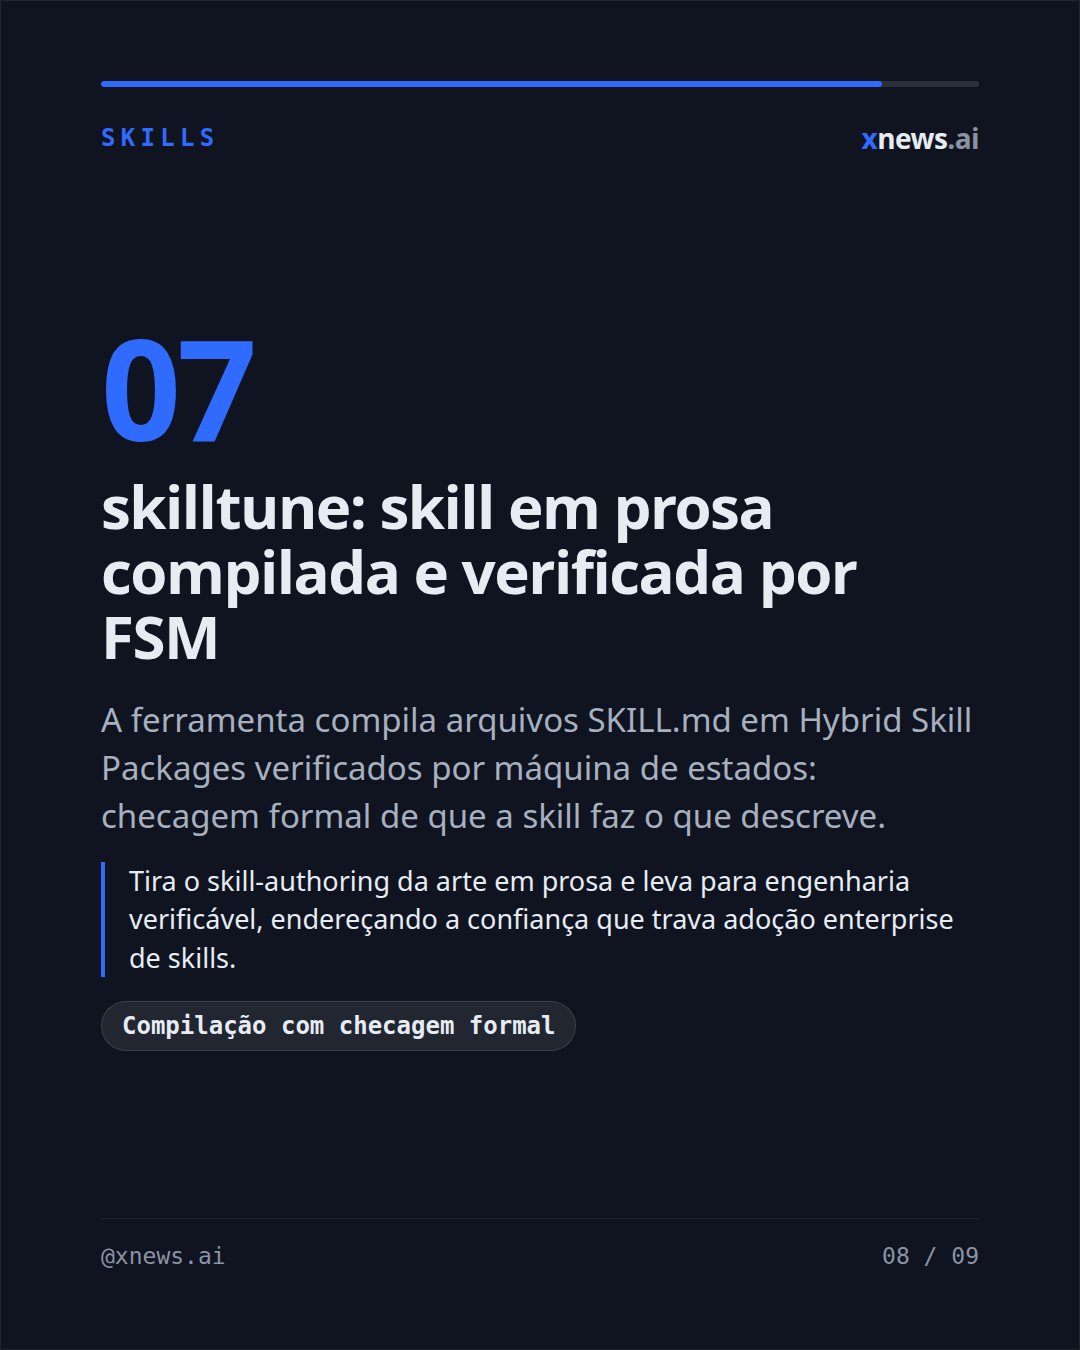 SKILLS
xnews.ai
07
skilltune: skill em prosa
compilada e verificada por
FSM
A ferramenta compila arquivos SKILL.md em Hybrid Skill
Packages verificados por máquina de estados:
checagem formal de que a skill faz o que descreve.
Tira o skill-authoring da arte em prosa e leva para engenharia
verificável, endereçando a confiança que trava adoção enterprise
de skills.
Compilação com checagem formal
@xnews.ai
08 / 09